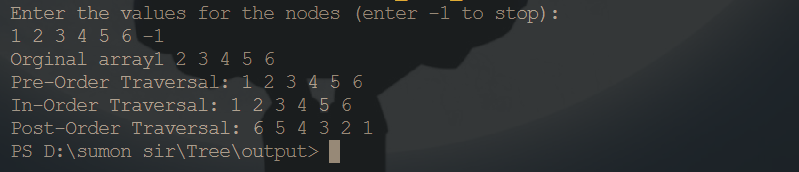 Enter the values for the nodes (enter -1 to stop):
1 2 3 4 5 6 -1
Orginal array1 2 3 4 5 6
Pre-Order Traversal: 1 2 3 4 5 6
In-Order Traversal: 1 2 3 4 5 6
Post-Order Traversal: 6 5 4 3 2 1
PS D:\sumon sir\Tree\output>